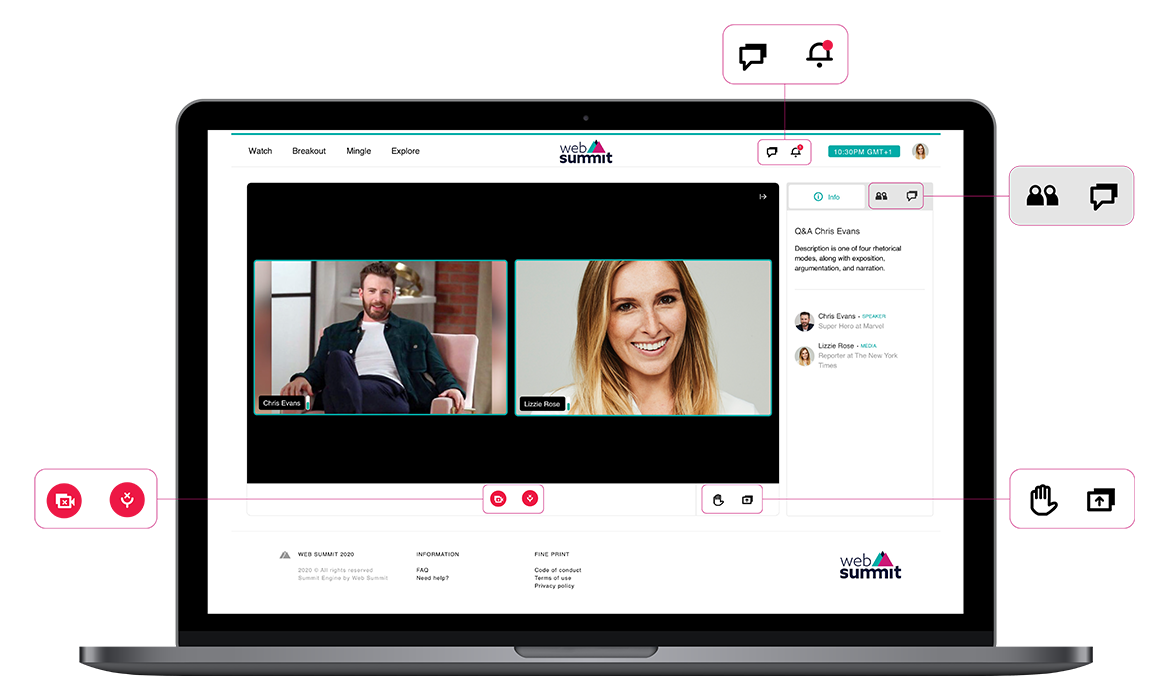 Watch
Breakout
Mingle
Explore
web
summit
10:30PM GMT+1
Info
Q&A Chris Evans
Description is one of four rhetorical
modes, along with exposition,
argumentation, and narration.
Chris Evans • SPEAKER
Super Hero at Marvel
Lizzie Rose • MEDIA
Reporter at The New York
Times
Chris Evans
Lizzie Rose
WEB SUMMIT 2020
2020 © All rights reserved
Summit Engine by Web Summit
INFORMATION
FAQ
Need help?
FINE PRINT
Code of conduct
Terms of use
Privacy policy
web
summit